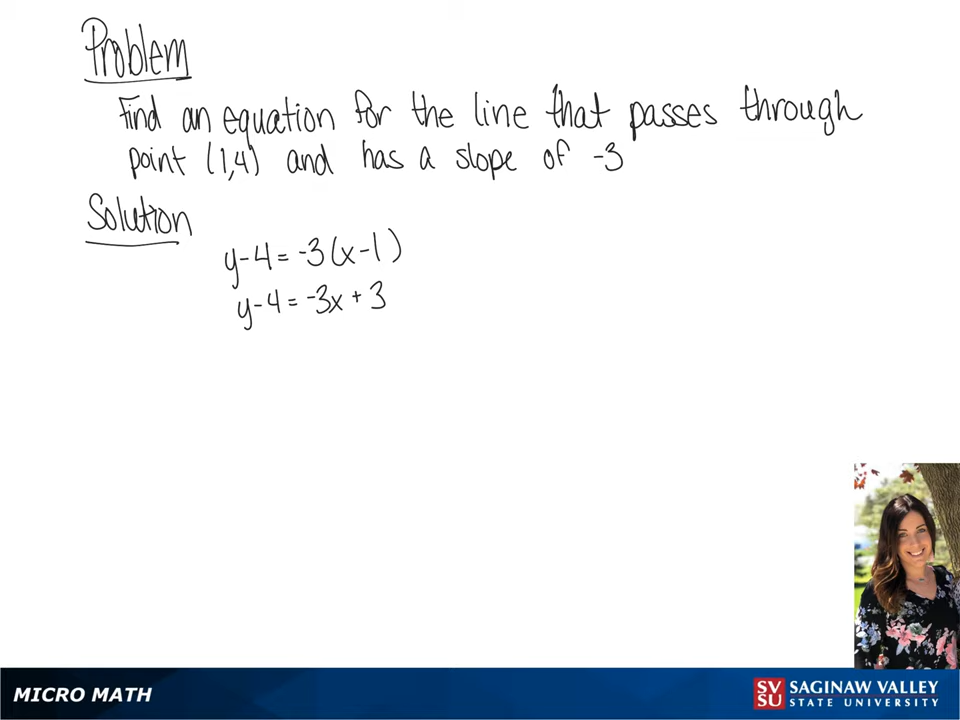 Problem
Find an equation for the line that passes through
point (1,4) and has a slope of -3
Solution
y-4 = -3(x-1)
y-4 = -3x + 3
MICRO MATH
SV
SU
SAGINAW VALLEY
STATE UNIVERSITY